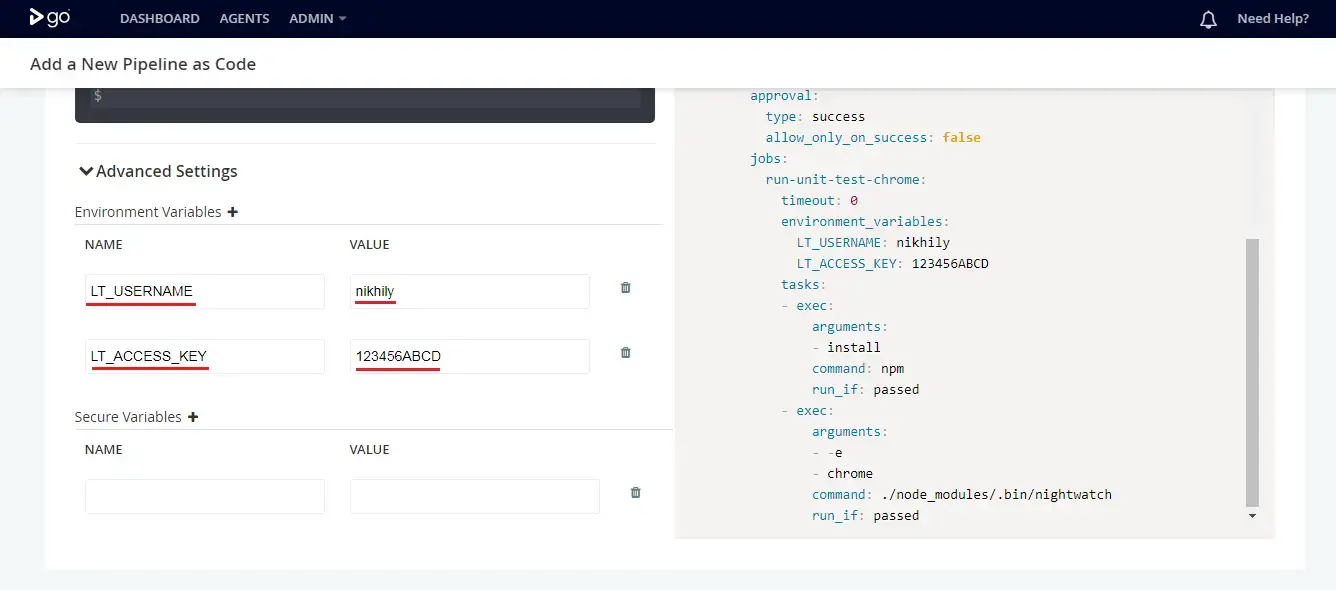 go DASHBOARD AGENTS ADMIN Need Help?
Add a New Pipeline as Code
$
Advanced Settings
Environment Variables +
NAME VALUE
LT_USERNAME nikhily
LT_ACCESS_KEY 123456ABCD
Secure Variables +
NAME VALUE
approval:
type: success
allow_only_on_success: false
jobs:
run-unit-test-chrome:
timeout: 0
environment_variables:
LT_USERNAME: nikhily
LT_ACCESS_KEY: 123456ABCD
tasks:
- exec:
arguments:
- install
command: npm
run_if: passed
- exec:
arguments:
- -e
- chrome
command: ./node_modules/.bin/nightwatch
run_if: passed